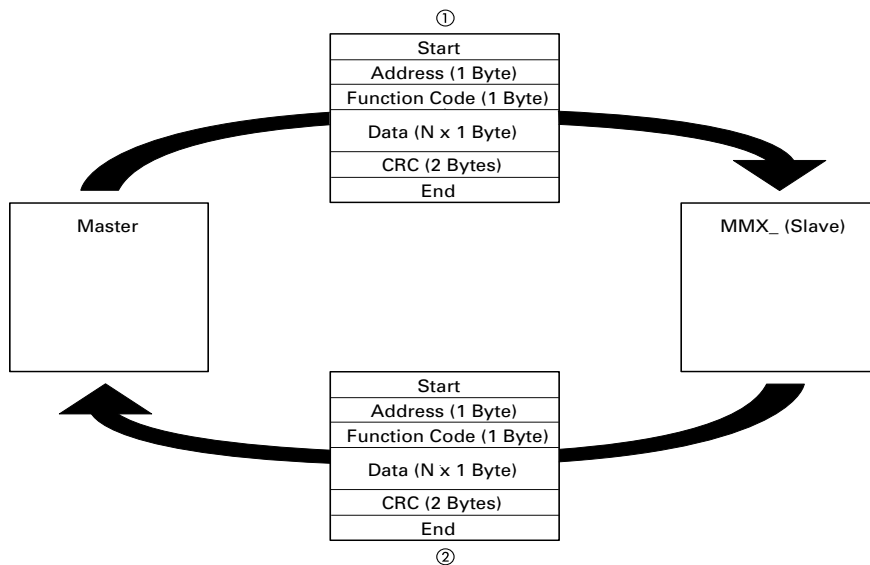 ①
Start
Address (1 Byte)
Function Code (1 Byte)
Data (N x 1 Byte)
CRC (2 Bytes)
End
Master
MMX_ (Slave)
Start
Address (1 Byte)
Function Code (1 Byte)
Data (N x 1 Byte)
CRC (2 Bytes)
End
②